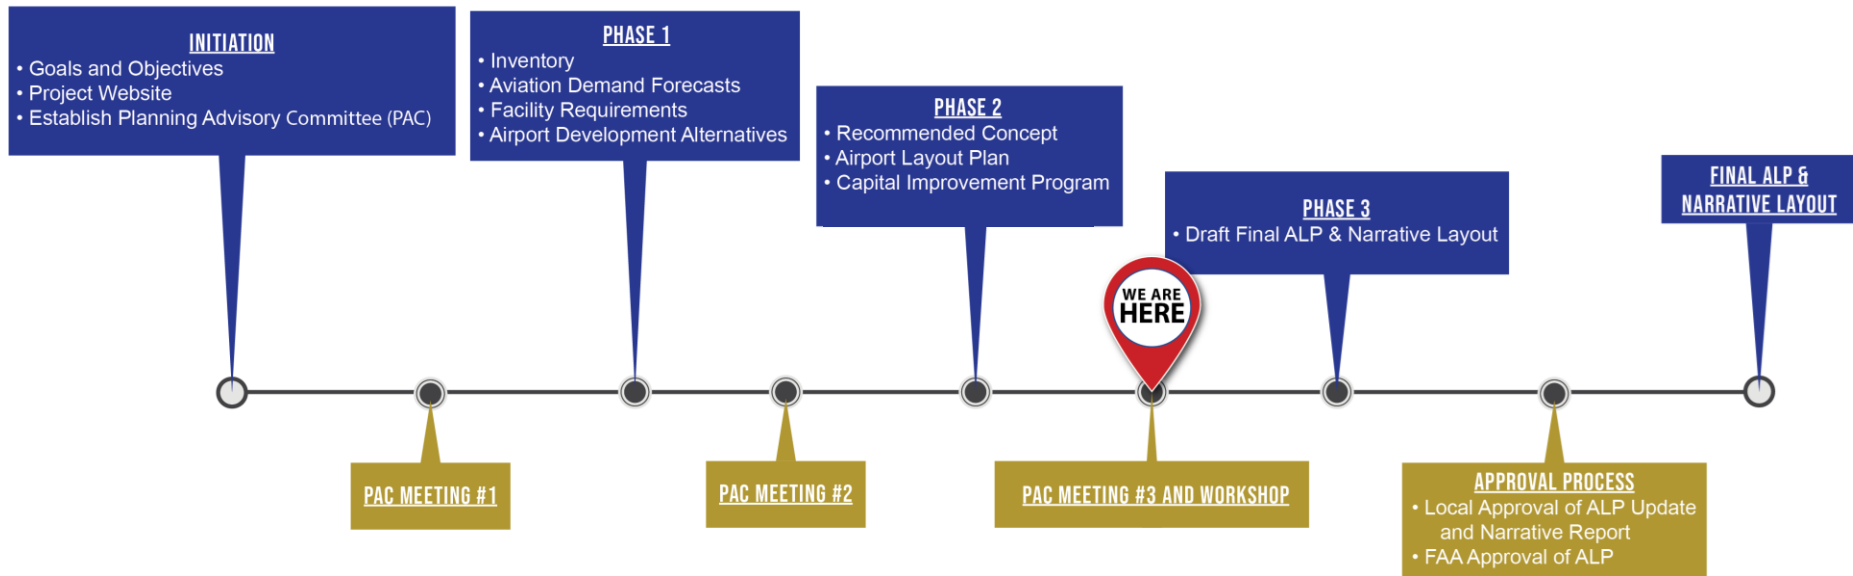 INITIATION
• Goals and Objectives
• Project Website
• Establish Planning Advisory Committee (PAC)
PHASE 1
• Inventory
• Aviation Demand Forecasts
• Facility Requirements
• Airport Development Alternatives
PHASE 2
• Recommended Concept
• Airport Layout Plan
• Capital Improvement Program
PHASE 3
• Draft Final ALP & Narrative Layout
FINAL ALP &
NARRATIVE LAYOUT
WE ARE
HERE
PAC MEETING #1
PAC MEETING #2
PAC MEETING #3 AND WORKSHOP
APPROVAL PROCESS
• Local Approval of ALP Update
and Narrative Report
• FAA Approval of ALP